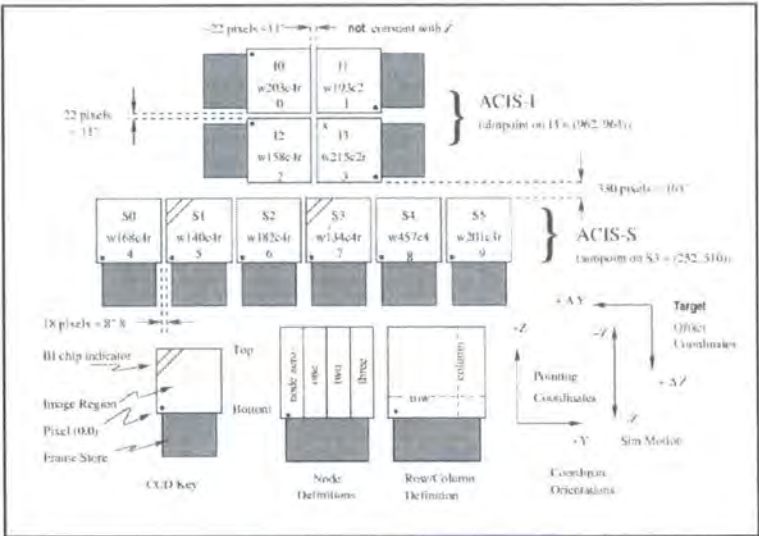 ~22 pixels ~11" not constant with Z
I0 I1
w203c4r w193c2
0 1
ACIS-I
(aimpoint on I3 = (962, 964))
22 pixels
~ 11"
I2 I3
w158c4r w215c2r
2 3
330 pixels ~ 163"
S0 S1 S2 S3 S4 S5
w168c4r w140c4r w182c4r w134c4r w457c4 w201c3r
4 5 6 7 8 9
ACIS-S
(aimpoint on S3 = (252, 510))
18 pixels ~ 8".8
BI chip indicator
Image Region
Pixel (0,0)
Frame Store
Top
Bottom
CCD Key
node zero
one
two
three
Node
Definitions
row
column
Row/Column
Definition
+ΔY
Target
Offset
Coordinates
+ΔZ
Pointing
Coordinates
+Y
Sim Motion
Coordinate
Orientations